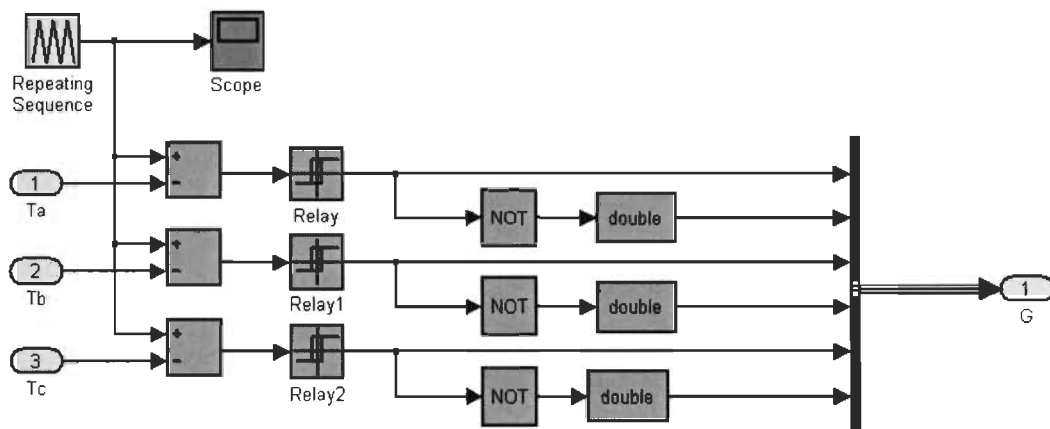 Repeating
Sequence
Scope
+
-
1
Ta
Relay
NOT
double
+
-
2
Tb
Relay1
NOT
double
1
G
+
-
3
Tc
Relay2
NOT
double